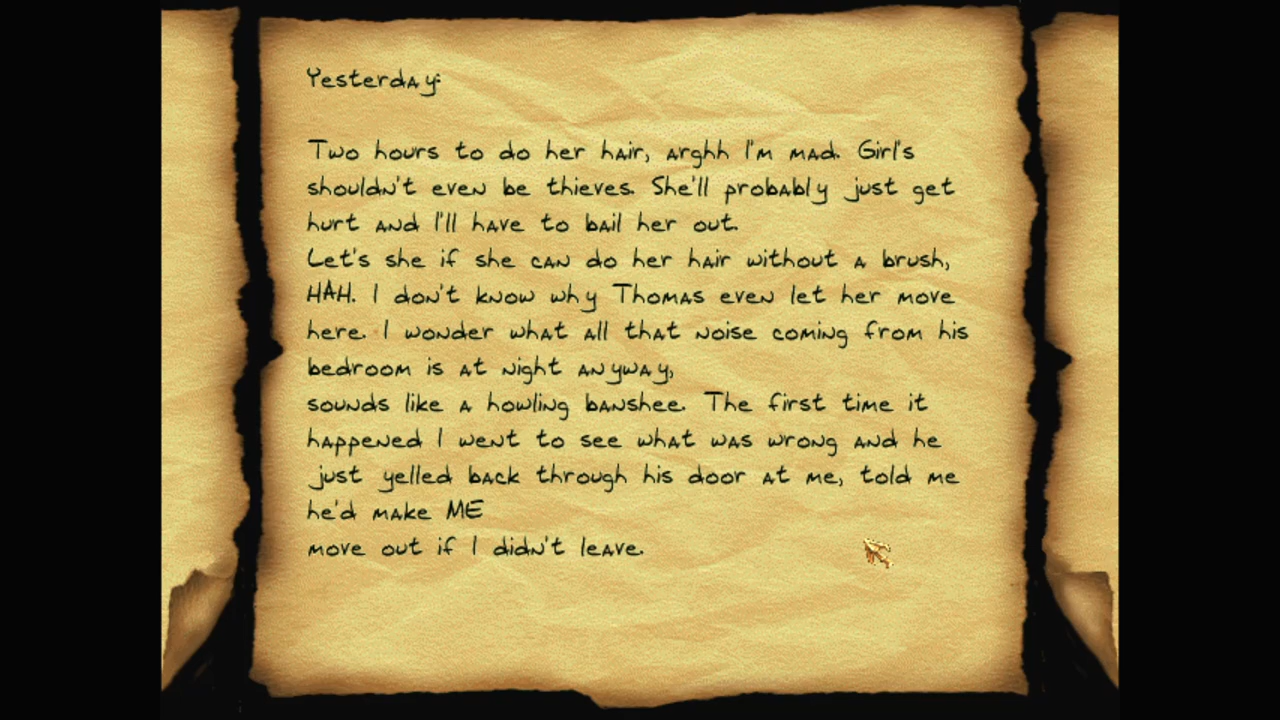 Yesterday:
Two hours to do her hair, arghh I'm mad. Girl's
shouldn't even be thieves. She'll probably just get
hurt and I'll have to bail her out.
Let's she if she can do her hair without a brush,
HAH. I don't know why Thomas even let her move
here. I wonder what all that noise coming from his
bedroom is at night anyway,
sounds like a howling banshee. The first time it
happened I went to see what was wrong and he
just yelled back through his door at me, told me
he'd make ME
move out if I didn't leave.